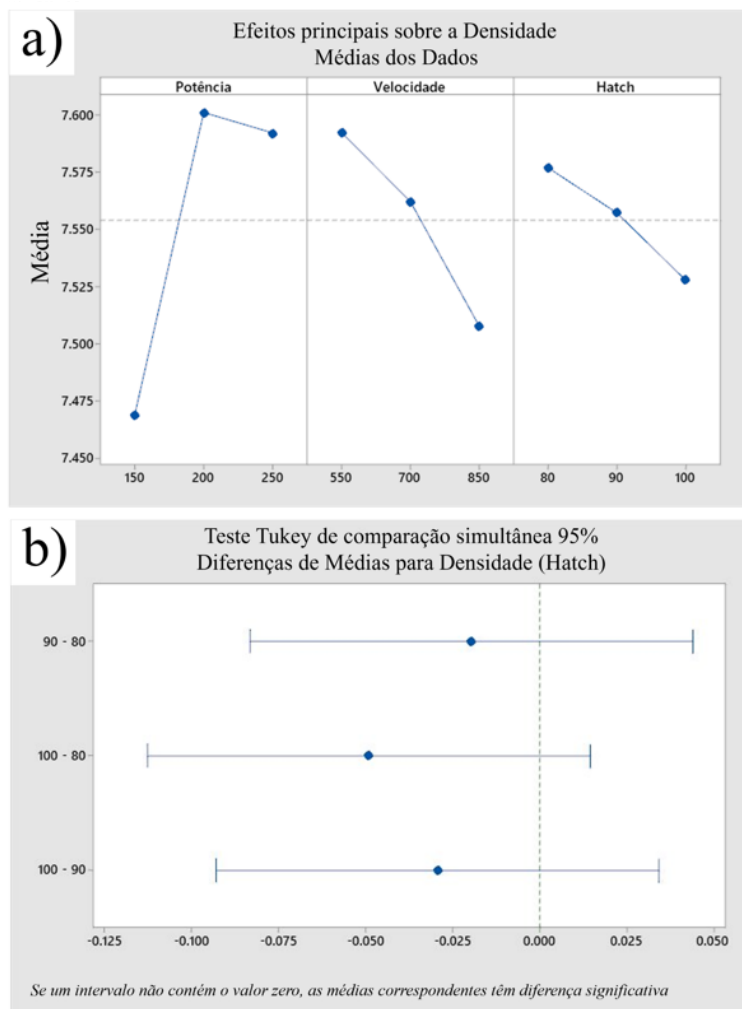 a)
Efeitos principais sobre a Densidade
Médias dos Dados
Potência
Velocidade
Hatch
Média
7.600
7.575
7.550
7.525
7.500
7.475
7.450
150
200
250
550
700
850
80
90
100
b)
Teste Tukey de comparação simultânea 95%
Diferenças de Médias para Densidade (Hatch)
90 - 80
100 - 80
100 - 90
-0.125
-0.100
-0.075
-0.050
-0.025
0.000
0.025
0.050
Se um intervalo não contém o valor zero, as médias correspondentes têm diferença significativa